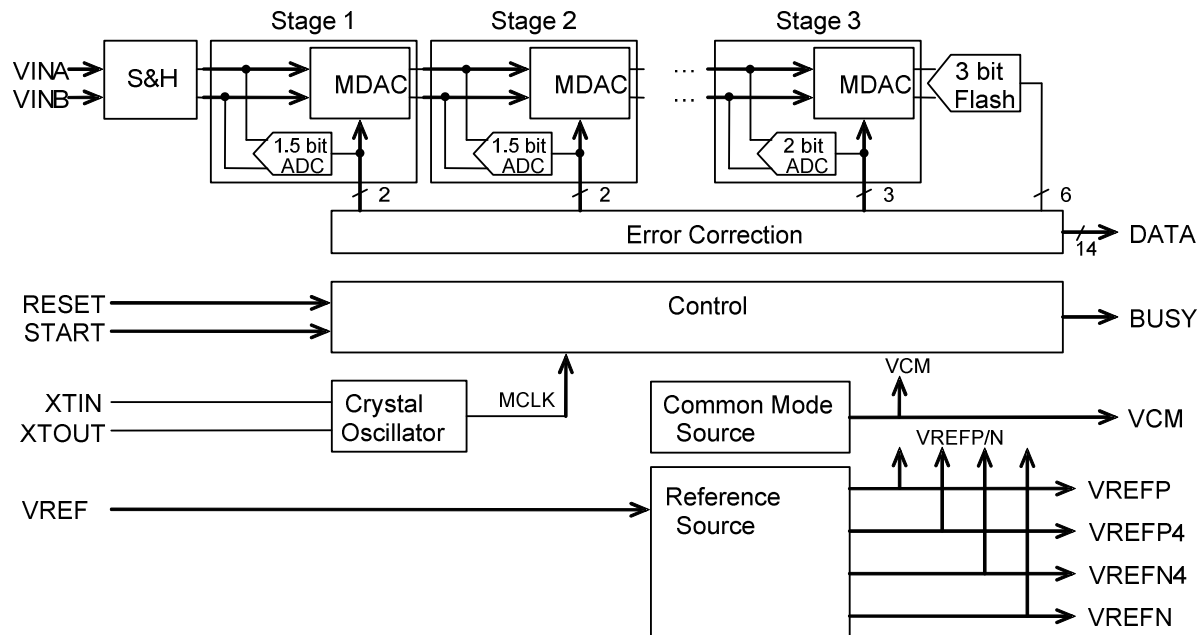 Stage 1
Stage 2
Stage 3
VINA
VINB
S&H
MDAC
1.5 bit
ADC
2
MDAC
1.5 bit
ADC
2
...
...
MDAC
2 bit
ADC
3
3 bit
Flash
6
Error Correction
14
DATA
RESET
START
Control
BUSY
XTIN
XTOUT
Crystal
Oscillator
MCLK
Common Mode
Source
VCM
VCM
VREF
Reference
Source
VREFP/N
VREFP
VREFP4
VREFN4
VREFN